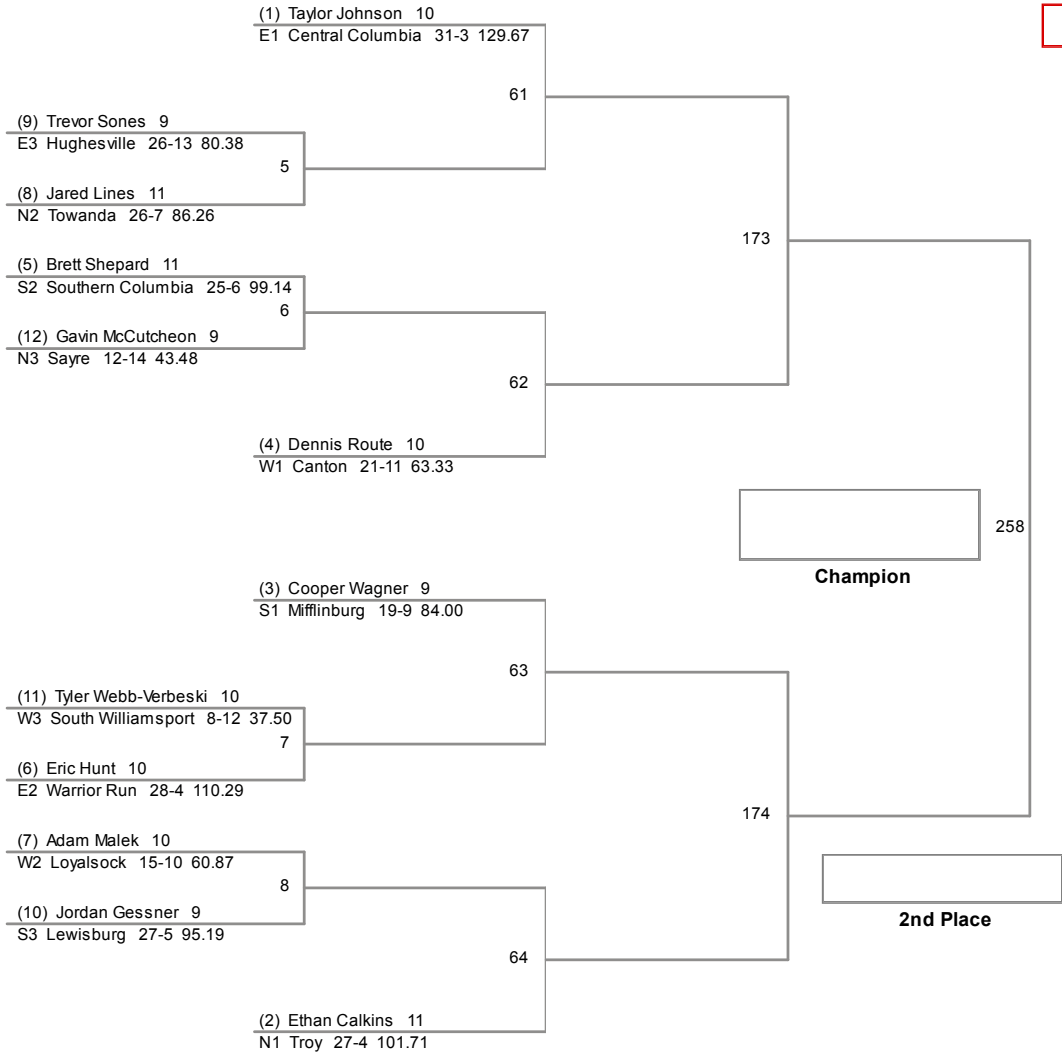 (1) Taylor Johnson 10
E1 Central Columbia 31-3 129.67
61
(9) Trevor Sones 9
E3 Hughesville 26-13 80.38
5
(8) Jared Lines 11
N2 Towanda 26-7 86.26
173
(5) Brett Shepard 11
S2 Southern Columbia 25-6 99.14
6
(12) Gavin McCutcheon 9
N3 Sayre 12-14 43.48
62
(4) Dennis Route 10
W1 Canton 21-11 63.33
258
Champion
(3) Cooper Wagner 9
S1 Mifflinburg 19-9 84.00
63
(11) Tyler Webb-Verbeski 10
W3 South Williamsport 8-12 37.50
7
(6) Eric Hunt 10
E2 Warrior Run 28-4 110.29
174
(7) Adam Malek 10
W2 Loyalsock 15-10 60.87
8
(10) Jordan Gessner 9
S3 Lewisburg 27-5 95.19
2nd Place
64
(2) Ethan Calkins 11
N1 Troy 27-4 101.71